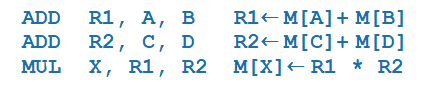 ADD R1, A, B R1←M[A]+ M[B]
ADD R2, C, D R2←M[C]+ M[D]
MUL X, R1, R2 M[X]←R1 * R2